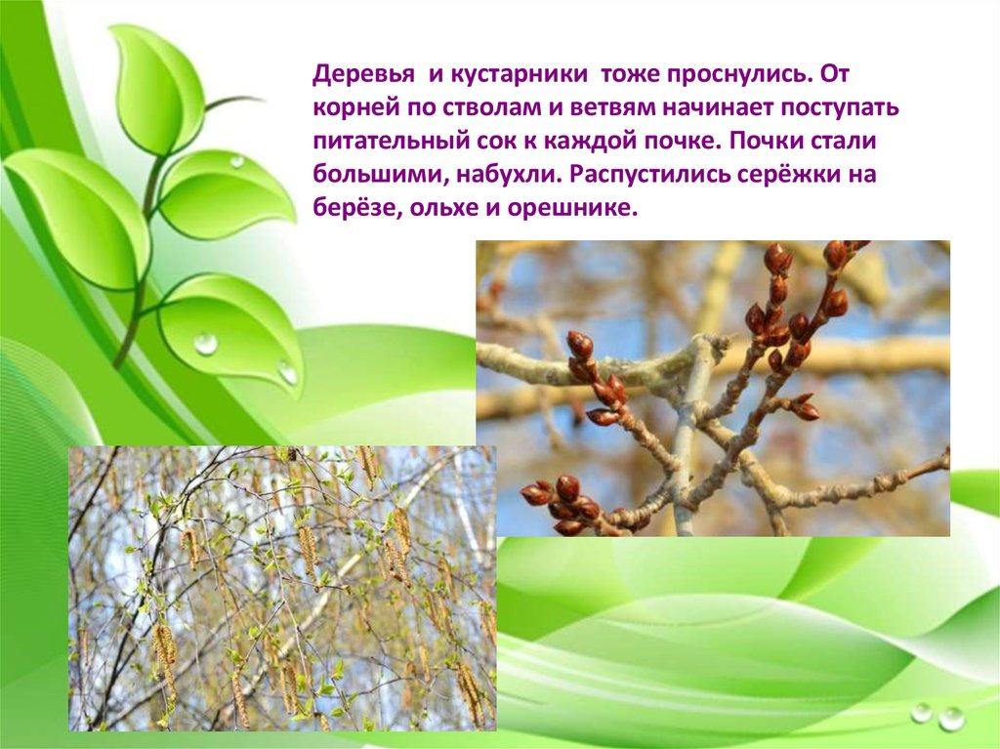 Деревья  и кустарники  тоже проснулись. От
корней по стволам и ветвям начинает поступать
питательный сок к каждой почке. Почки стали
большими, набухли. Распустились серёжки на
берёзе, ольхе и орешнике.